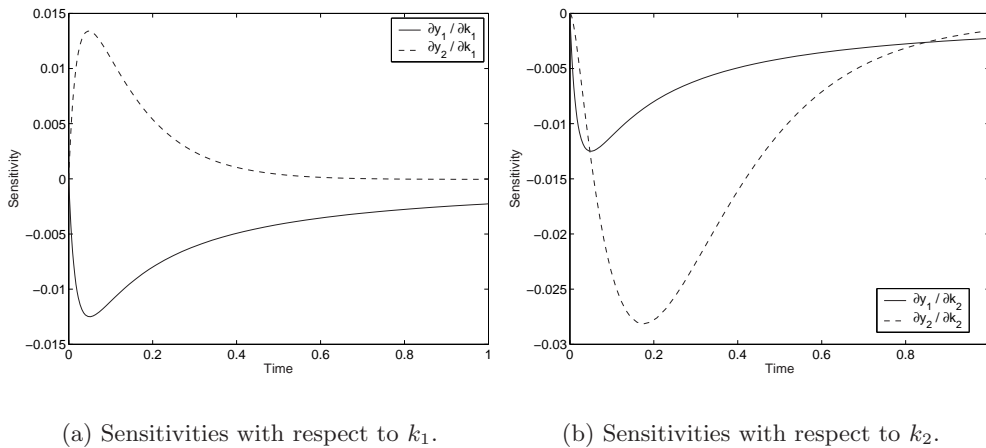 0.015
0.01
0.005
0
−0.005
−0.01
−0.015
Sensitivity
0
0.2
0.4
0.6
0.8
1
Time
∂y1 / ∂k1
∂y2 / ∂k1
0
−0.005
−0.01
−0.015
−0.02
−0.025
−0.03
Sensitivity
0
0.2
0.4
0.6
0.8
Time
∂y1 / ∂k2
∂y2 / ∂k2
(a) Sensitivities with respect to k1.
(b) Sensitivities with respect to k2.